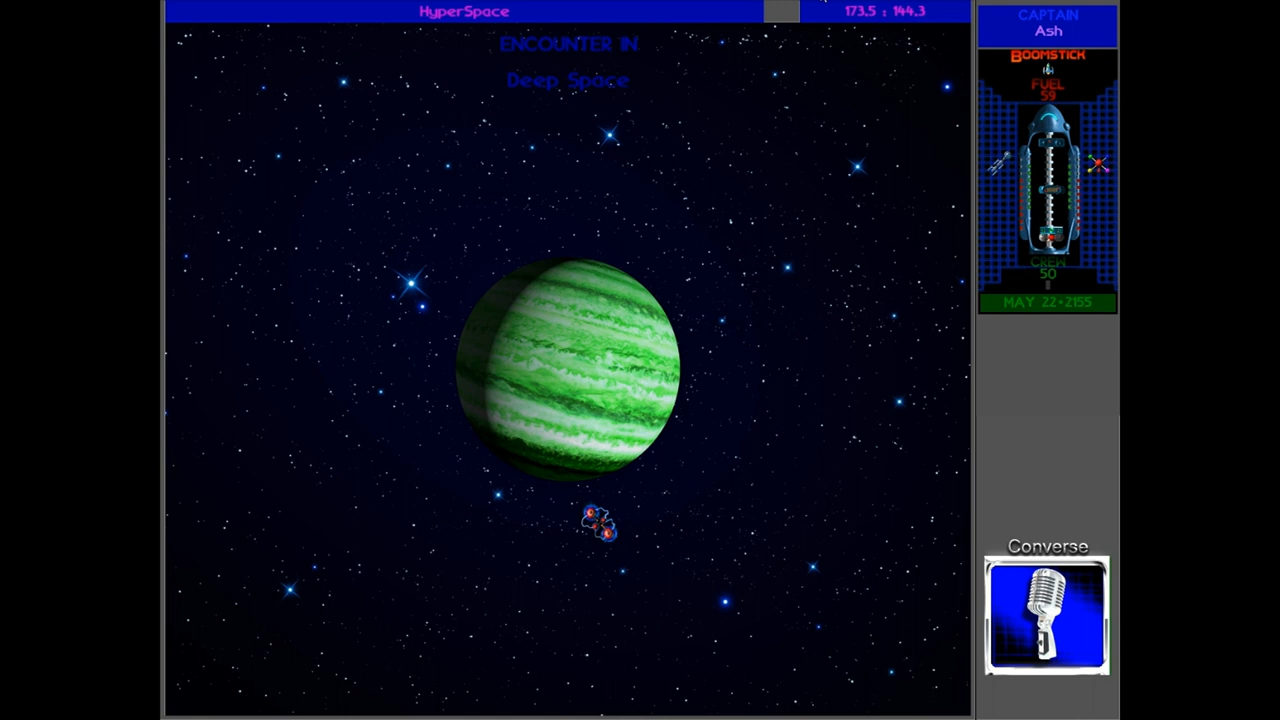 HyperSpace
173.5 : 144.3
ENCOUNTER IN
Deep Space
CAPTAIN
Ash
BOOMSTICK
FUEL
59
CREW
50
MAY 22•2155
Converse